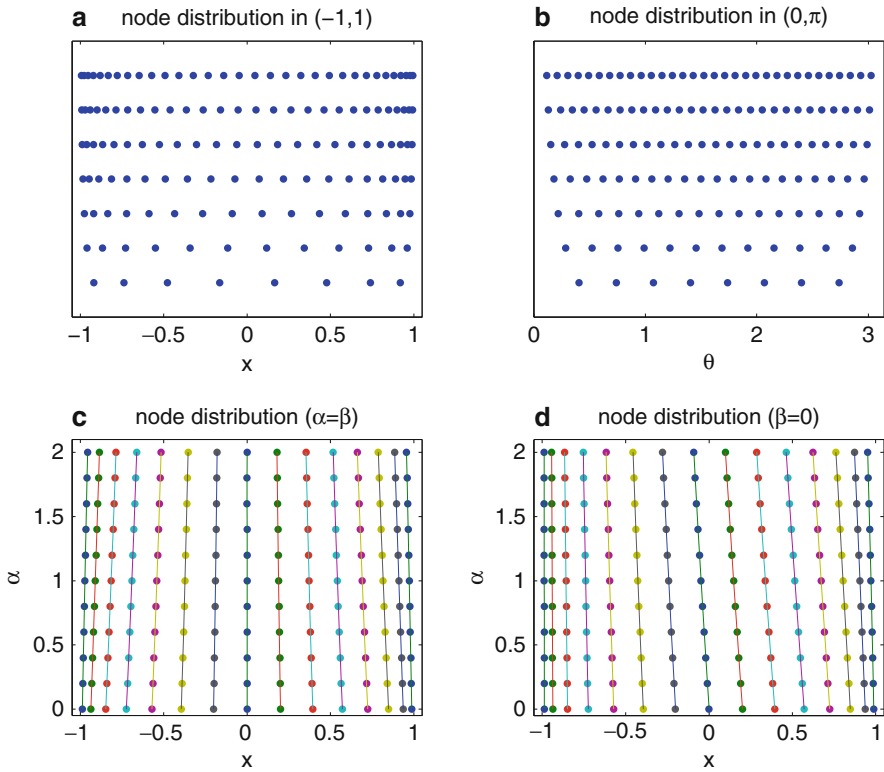 a node distribution in (−1,1)
−1 −0.5 0 0.5 1
x
b node distribution in (0,π)
0 1 2 3
θ
c node distribution (α=β)
2
1.5
1
0.5
0
α
−1 −0.5 0 0.5 1
x
d node distribution (β=0)
2
1.5
1
0.5
0
α
−1 −0.5 0 0.5 1
x